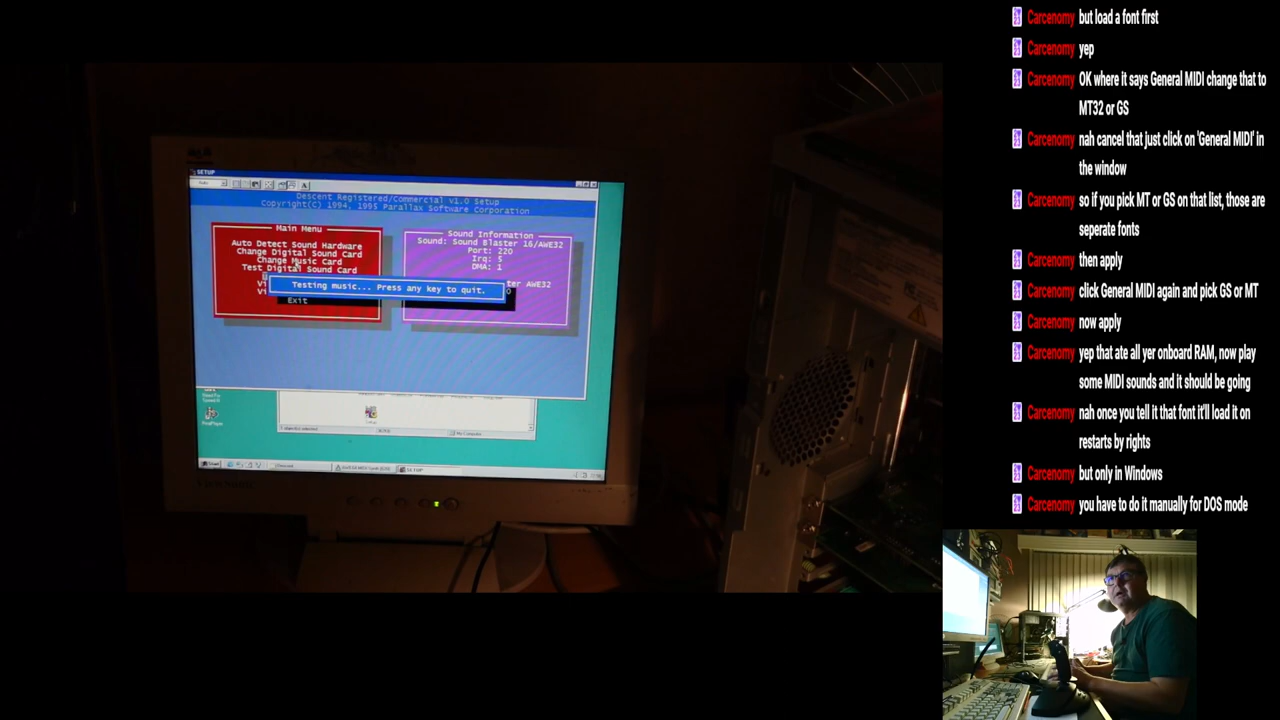 SETUP
Descent Registered/Commercial v1.0 Setup
Copyright(C) 1994, 1995 Parallax Software Corporation
Main Menu
Auto Detect Sound Hardware
Change Digital Sound Card
Change Music Card
Test Digital Sound Card
Exit
Sound Information
Sound: Sound Blaster 16/AWE32
Port: 220
Irq: 5
DMA: 1
ter AWE32
Testing music... Press any key to quit.
Setup
My Computer
Start
SETUP
Carcenomy but load a font first
Carcenomy yep
Carcenomy OK where it says General MIDI change that to
MT32 or GS
Carcenomy nah cancel that just click on 'General MIDI' in
the window
Carcenomy so if you pick MT or GS on that list, those are
seperate fonts
Carcenomy then apply
Carcenomy click General MIDI again and pick GS or MT
Carcenomy now apply
Carcenomy yep that ate all yer onboard RAM, now play
some MIDI sounds and it should be going
Carcenomy nah once you tell it that font it'll load it on
restarts by rights
Carcenomy but only in Windows
Carcenomy you have to do it manually for DOS mode